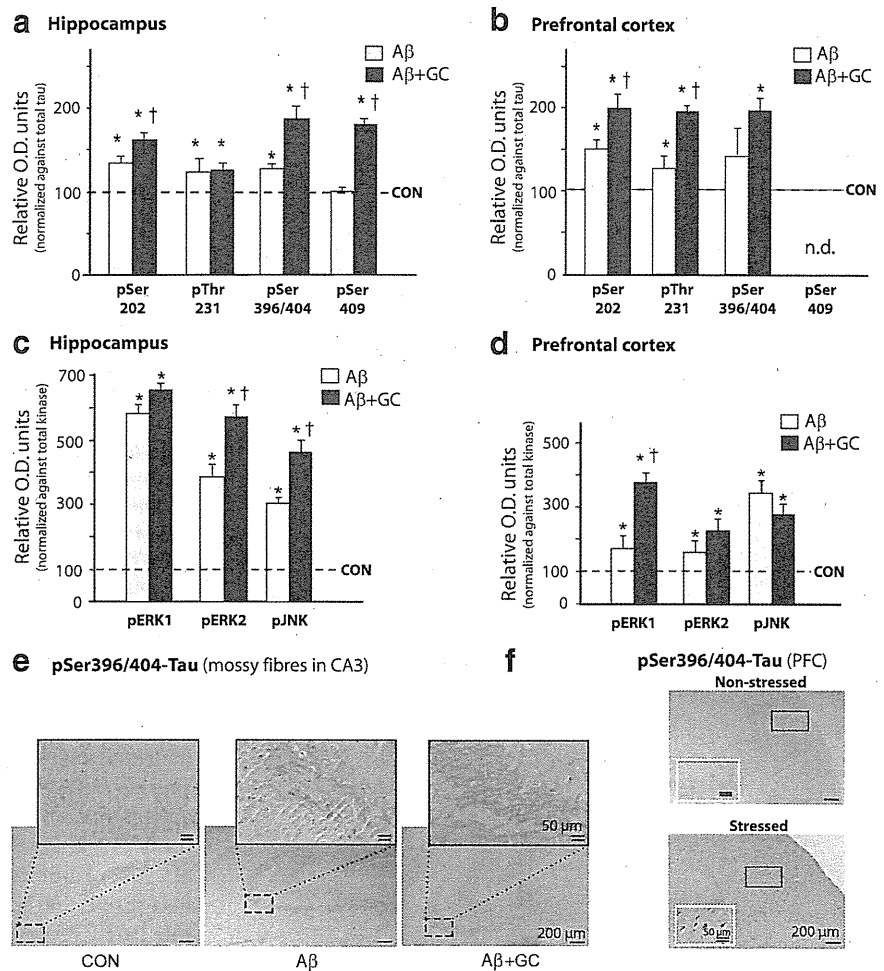 a Hippocampus
Aβ
Aβ+GC
Relative O.D. units
(normalized against total tau)
200
100
0
* * † * * * * † * †
CON
pSer 202
pThr 231
pSer 396/404
pSer 409
b Prefrontal cortex
Aβ
Aβ+GC
Relative O.D. units
(normalized against total tau)
200
100
0
* * † * * † *
CON
n.d.
pSer 202
pThr 231
pSer 396/404
pSer 409
c Hippocampus
Aβ
Aβ+GC
Relative O.D. units
(normalized against total kinase)
700
500
300
100
0
* * * * † * * †
CON
pERK1
pERK2
pJNK
d Prefrontal cortex
Aβ
Aβ+GC
Relative O.D. units
(normalized against total kinase)
500
300
100
0
* * † * * * *
CON
pERK1
pERK2
pJNK
e pSer396/404-Tau (mossy fibres in CA3)
50 µm
200 µm
CON
Aβ
Aβ+GC
f pSer396/404-Tau (PFC)
Non-stressed
Stressed
50 µm
200 µm